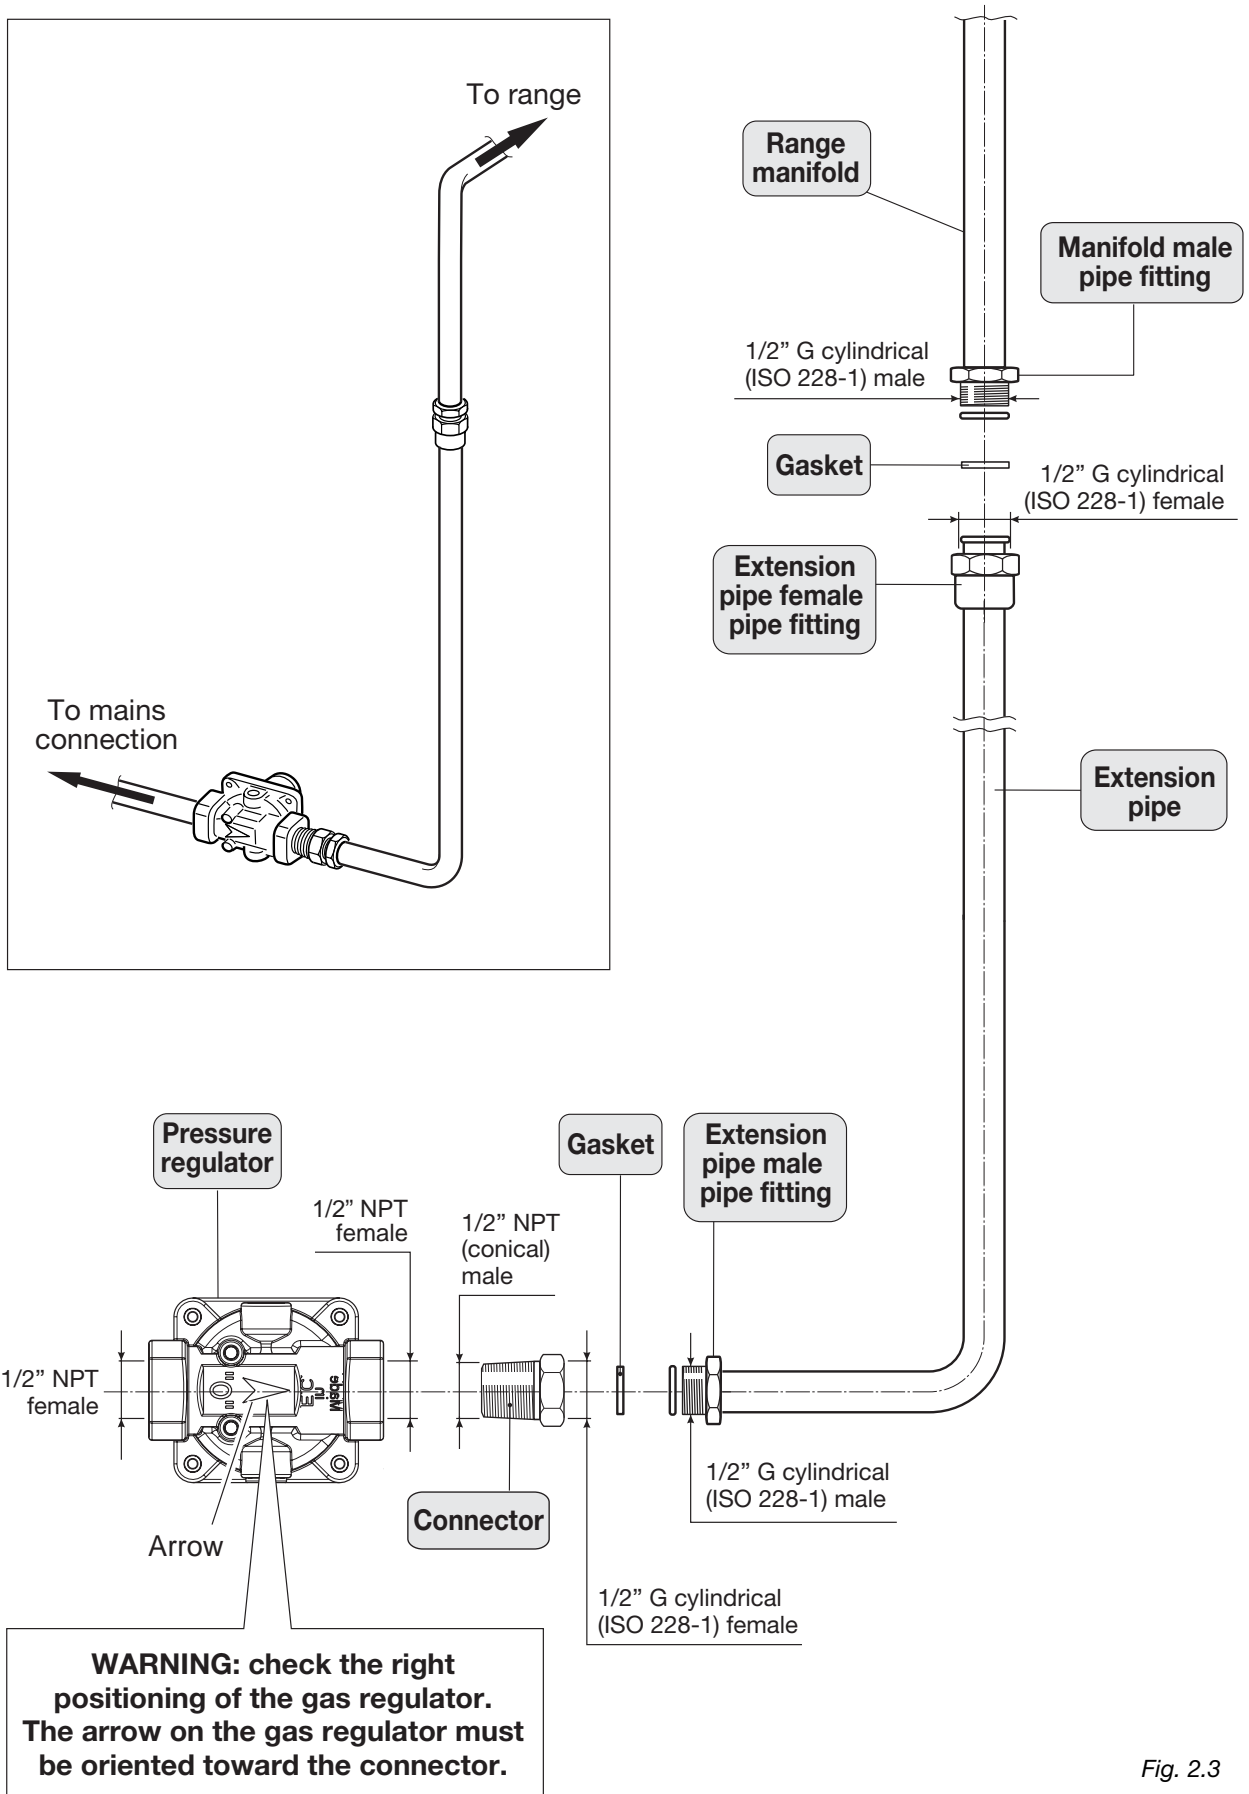 To range
Range
manifold
Manifold male
pipe fitting
1/2” G cylindrical
(ISO 228-1) male
Gasket
1/2” G cylindrical
(ISO 228-1) female
Extension
pipe female
pipe fitting
To mains
connection
Extension
pipe
Pressure
regulator
Gasket
Extension
pipe male
pipe fitting
1/2” NPT
female
1/2” NPT
(conical)
male
1/2” NPT
female
Made
in
Arrow
Connector
1/2” G cylindrical
(ISO 228-1) male
1/2” G cylindrical
(ISO 228-1) female
WARNING: check the right
positioning of the gas regulator.
The arrow on the gas regulator must
be oriented toward the connector.
Fig. 2.3